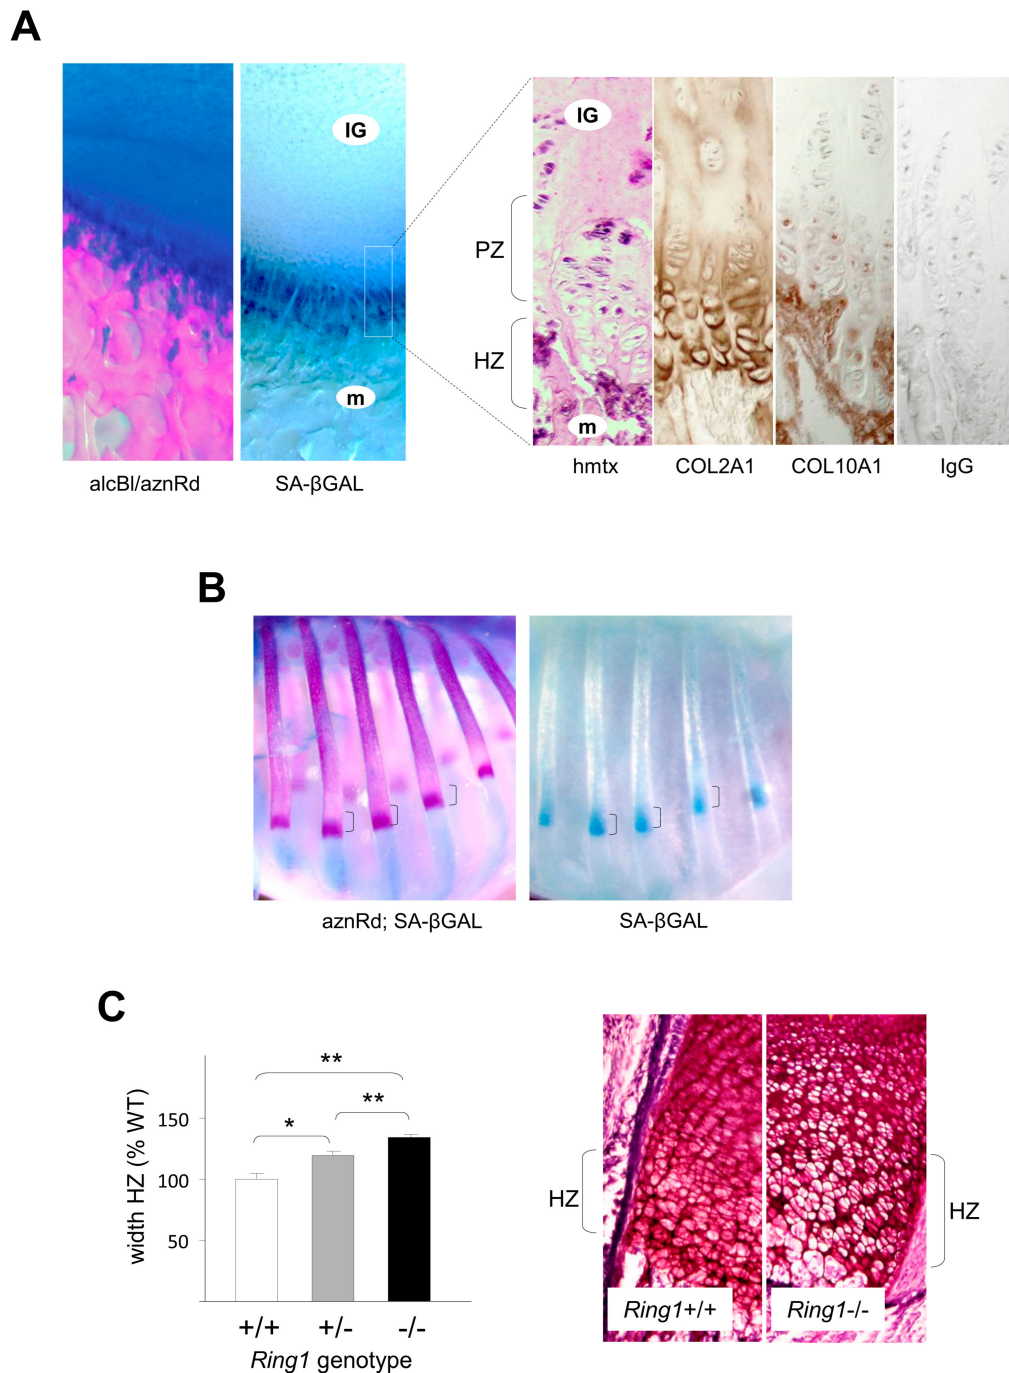 A
IG
IG
PZ
HZ
m
m
alcBl/aznRd
SA-βGAL
hmtx
COL2A1
COL10A1
IgG
B
aznRd; SA-βGAL
SA-βGAL
C
width HZ (% WT)
150
100
50
*
**
**
+/+
+/-
-/-
Ring1 genotype
HZ
HZ
Ring1+/+
Ring1-/-